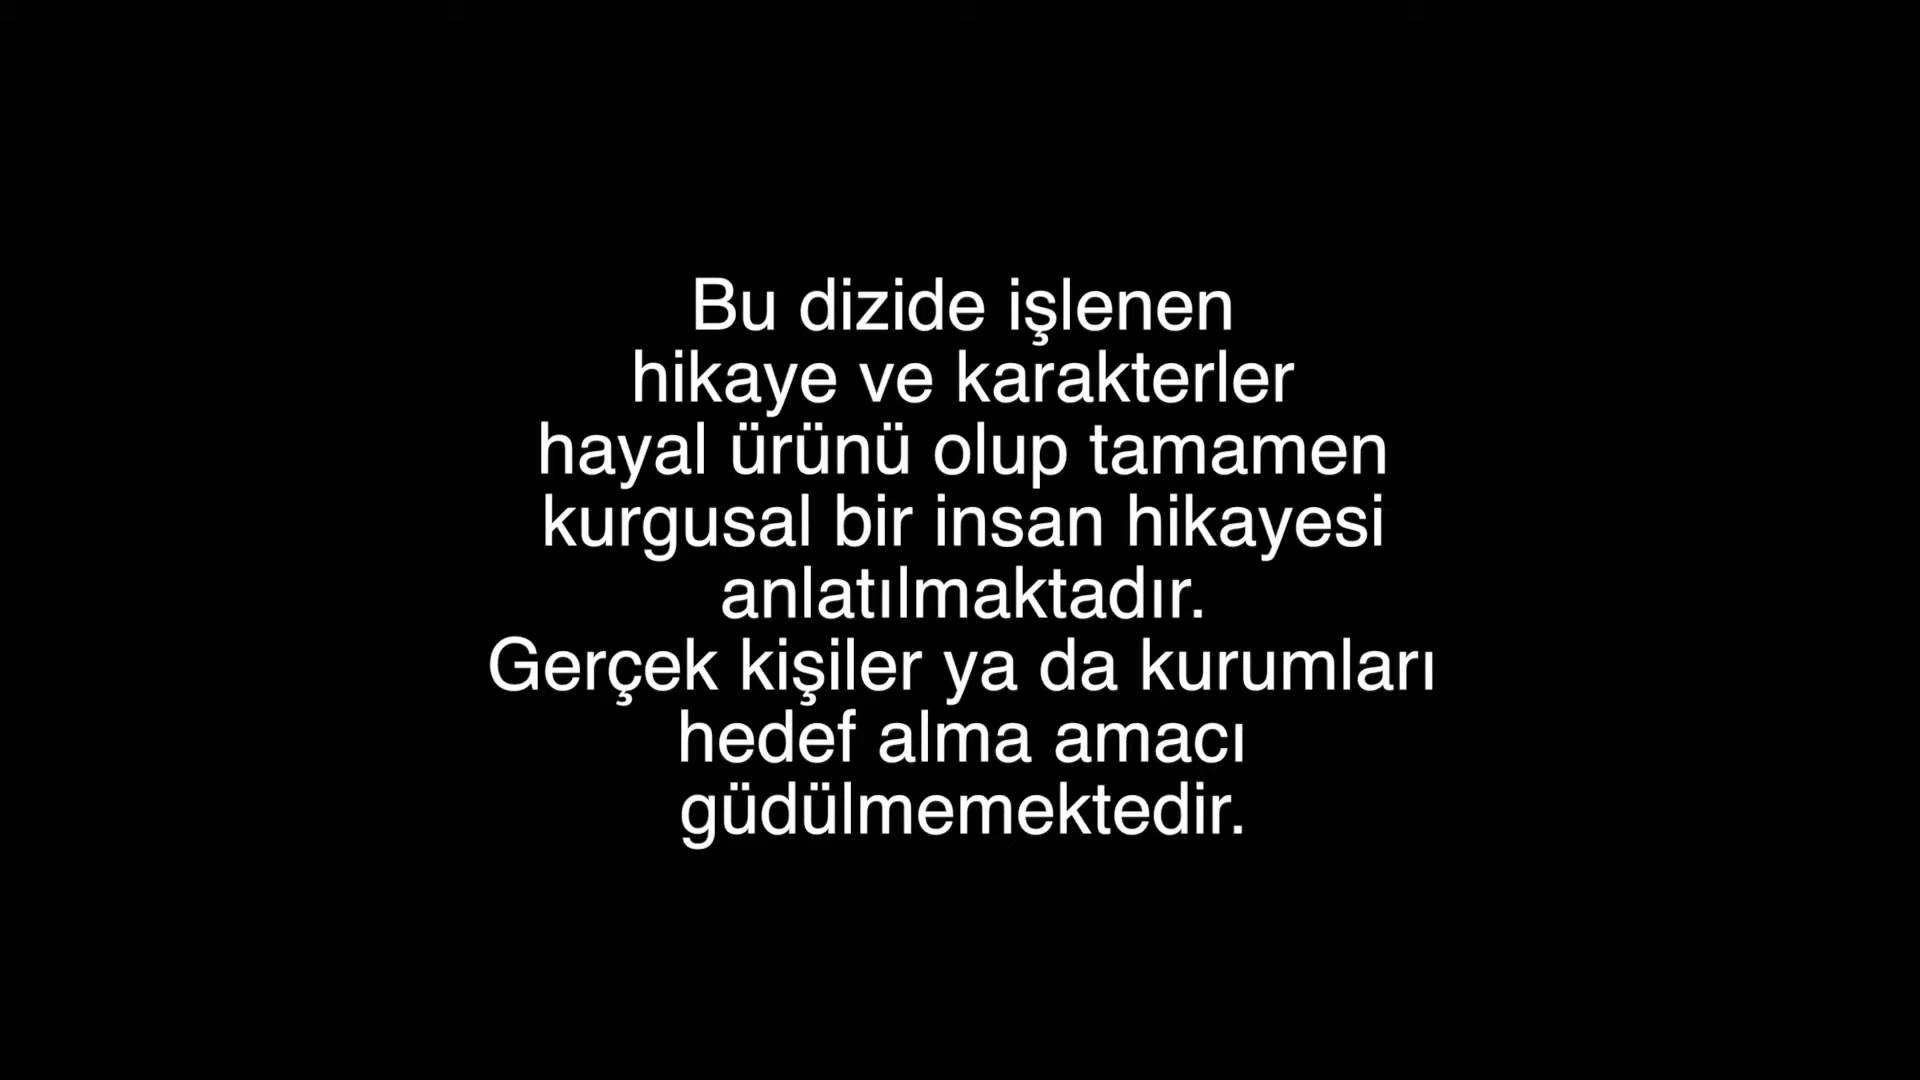 Bu dizide işlenen
hikaye ve karakterler
hayal ürünü olup tamamen
kurgusal bir insan hikayesi
anlatılmaktadır.
Gerçek kişiler ya da kurumları
hedef alma amacı
güdülmemektedir.